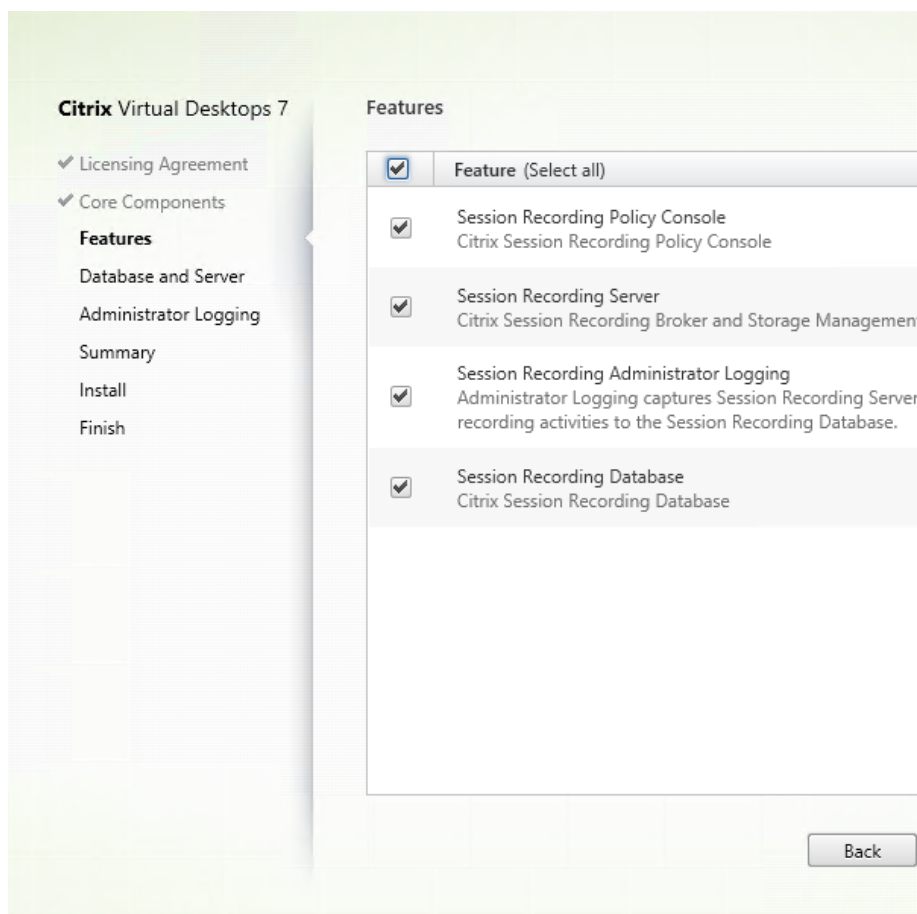 Citrix Virtual Desktops 7
Licensing Agreement
Core Components
Features
Database and Server
Administrator Logging
Summary
Install
Finish
Features
Feature (Select all)
Session Recording Policy Console
Citrix Session Recording Policy Console
Session Recording Server
Citrix Session Recording Broker and Storage Managemen
Session Recording Administrator Logging
Administrator Logging captures Session Recording Server
recording activities to the Session Recording Database.
Session Recording Database
Citrix Session Recording Database
Back